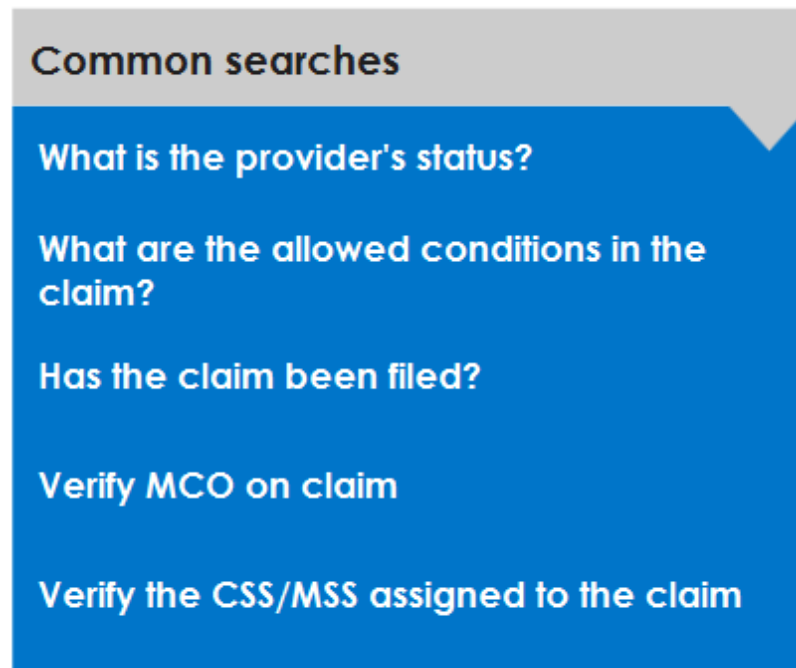 Common searches
What is the provider's status?
What are the allowed conditions in the
claim?
Has the claim been filed?
Verify MCO on claim
Verify the CSS/MSS assigned to the claim